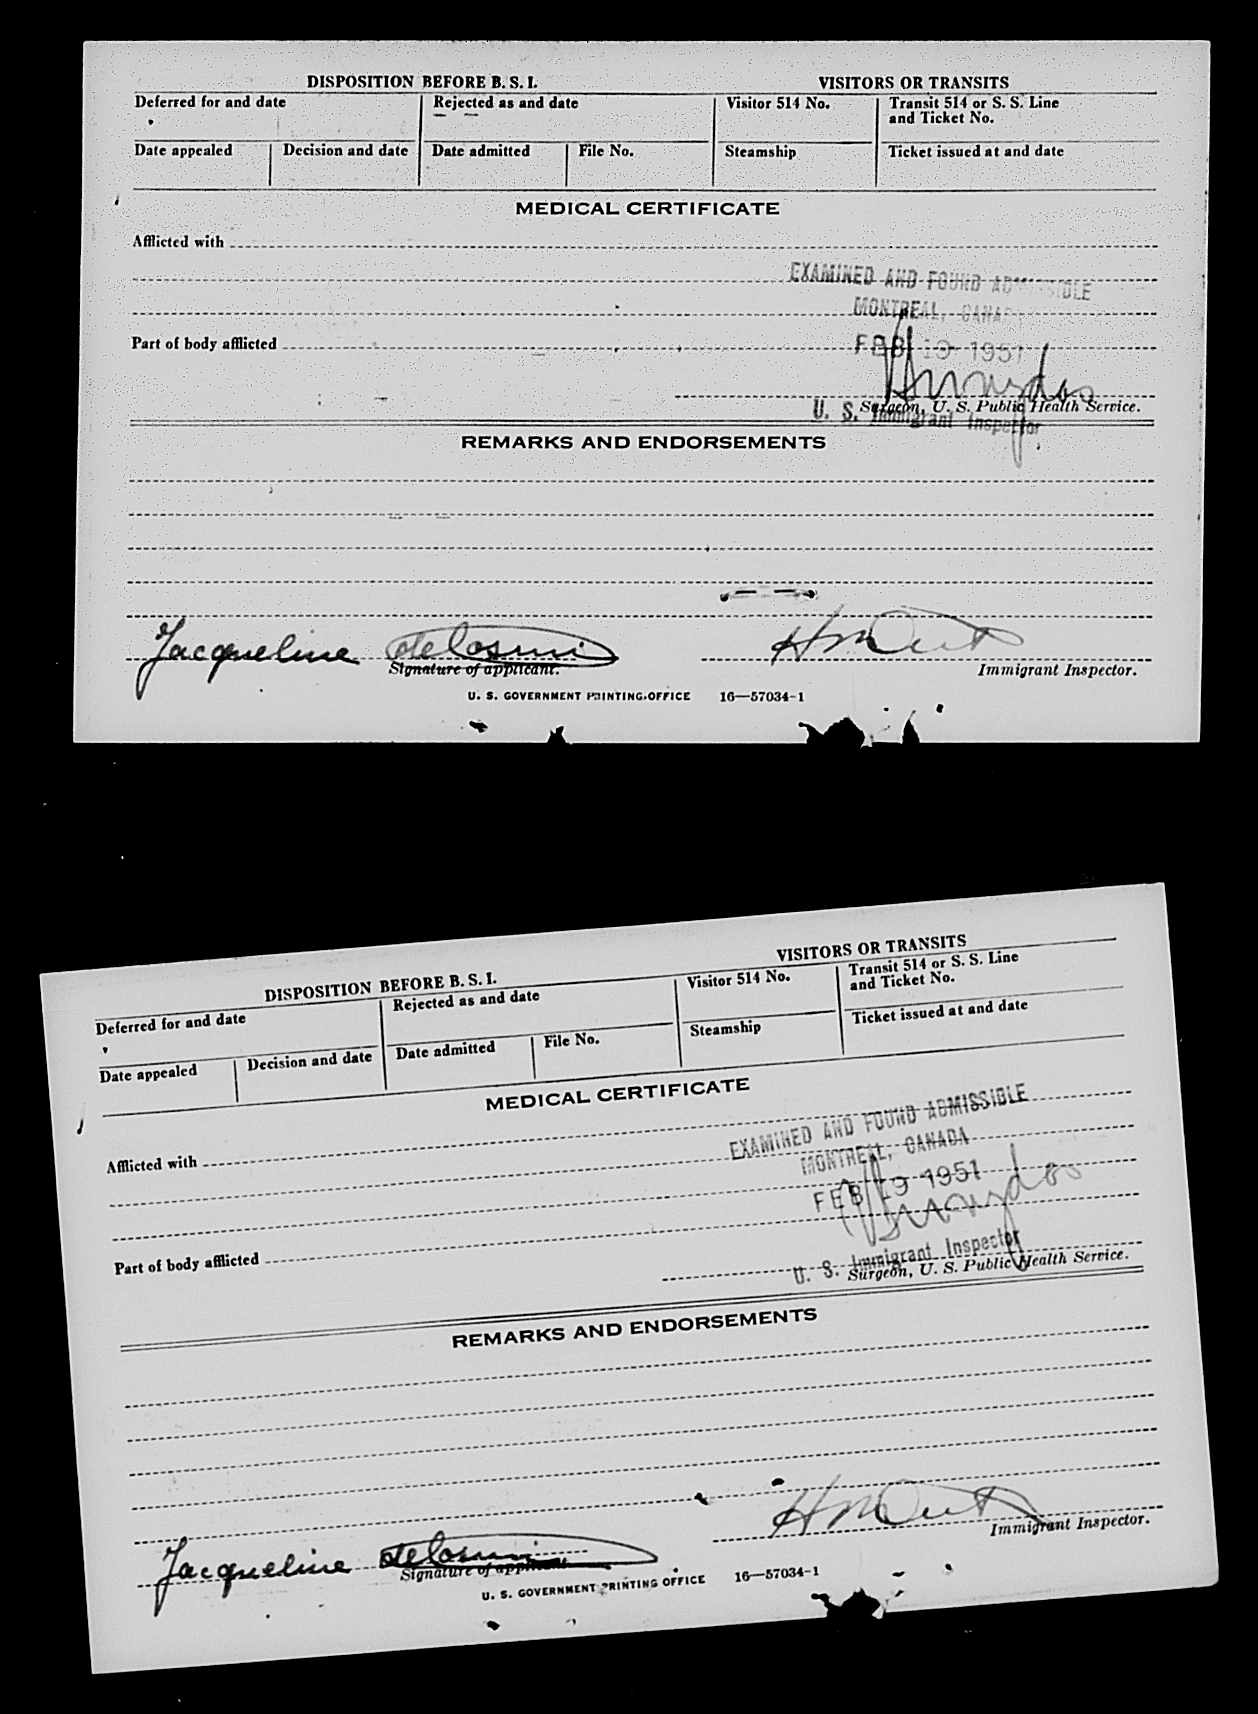 DISPOSITION BEFORE B. S. I. VISITORS OR TRANSITS
Deferred for and date Rejected as and date Visitor 514 No. Transit 514 or S. S. Line
and Ticket No.
Date appealed Decision and date Date admitted File No. Steamship Ticket issued at and date
MEDICAL CERTIFICATE
Afflicted with
EXAMINED AND FOUND ADMISSIBLE
MONTREAL, CANADA
Part of body afflicted
FEB 19 1951
Surgeon, U. S. Public Health Service.
U. S. Immigrant Inspector
REMARKS AND ENDORSEMENTS
Jacqueline
Signature of applicant. Immigrant Inspector.
U. S. GOVERNMENT PRINTING OFFICE 16—57034-1
DISPOSITION BEFORE B. S. I. VISITORS OR TRANSITS
Deferred for and date Rejected as and date Visitor 514 No. Transit 514 or S. S. Line
and Ticket No.
Date appealed Decision and date Date admitted File No. Steamship Ticket issued at and date
MEDICAL CERTIFICATE
Afflicted with
EXAMINED AND FOUND ADMISSIBLE
MONTREAL, CANADA
FEB 19 1951
Part of body afflicted
U. S. Immigrant Inspector
Surgeon, U. S. Public Health Service.
REMARKS AND ENDORSEMENTS
Jacqueline
Signature of applicant. Immigrant Inspector.
U. S. GOVERNMENT PRINTING OFFICE 16—57034-1